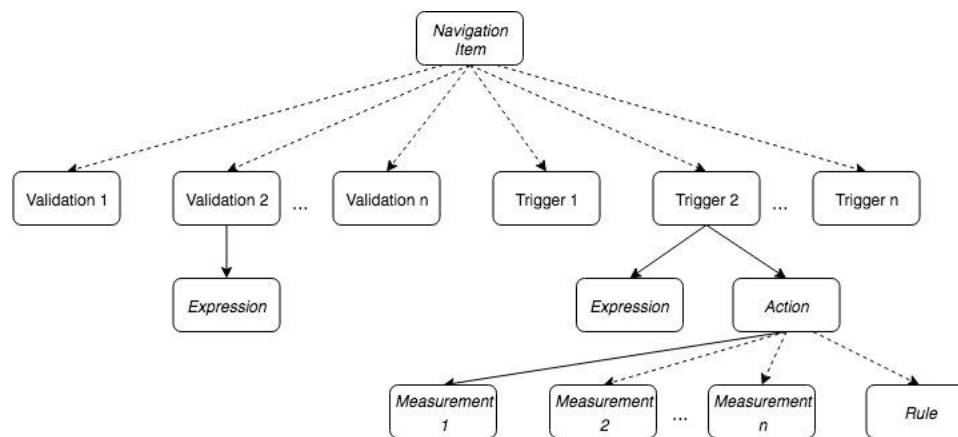 Navigation
Item
Validation 1
Validation 2
...
Validation n
Trigger 1
Trigger 2
...
Trigger n
Expression
Expression
Action
Measurement
1
Measurement
2
...
Measurement
n
Rule